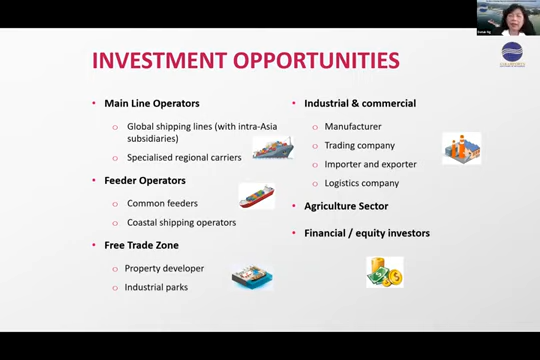 INVESTMENT OPPORTUNITIES
• Main Line Operators
o Global shipping lines (with intra-Asia
subsidiaries)
o Specialised regional carriers
• Feeder Operators
o Common feeders
o Coastal shipping operators
• Free Trade Zone
o Property developer
o Industrial parks
• Industrial & commercial
o Manufacturer
o Trading company
o Importer and exporter
o Logistics company
• Agriculture Sector
• Financial / equity investors